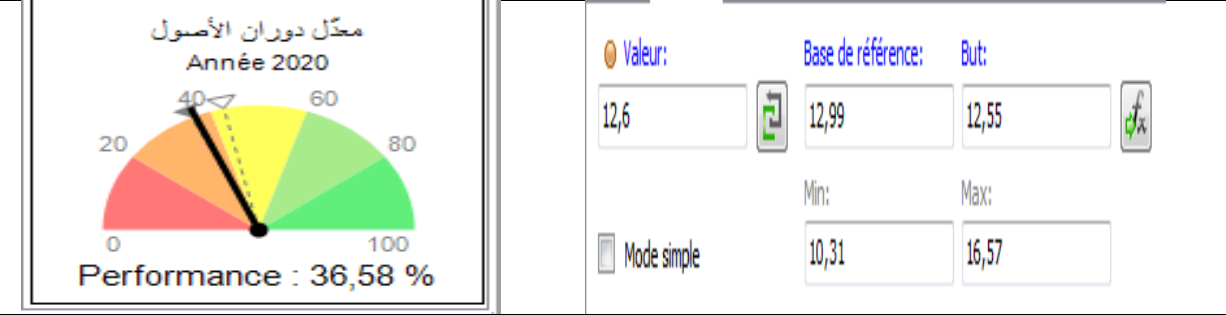 معدّل دوران الأصول
Année 2020
40
60
20
80
0
100
Performance : 36,58 %
Valeur:
Base de référence:
But:
12,6
12,99
12,55
fx
Min:
Max:
Mode simple
10,31
16,57